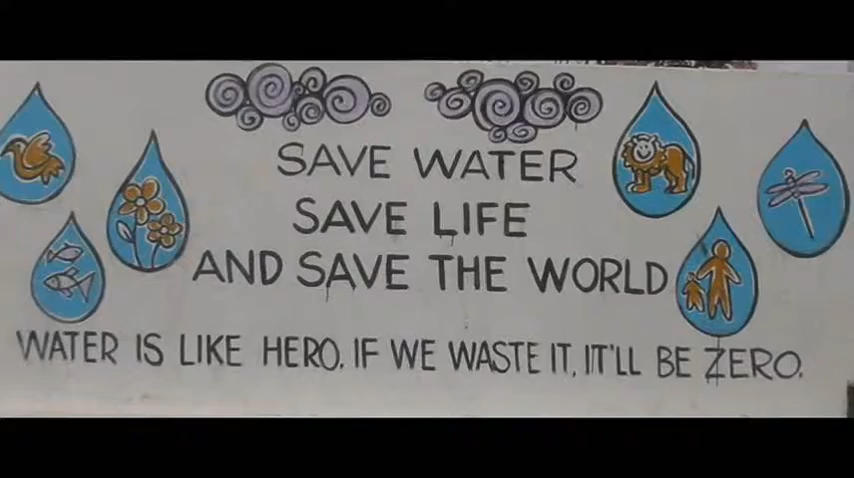 SAVE WATER
SAVE LIFE
AND SAVE THE WORLD
WATER IS LIKE HERO. IF WE WASTE IT, IT'LL BE ZERO.